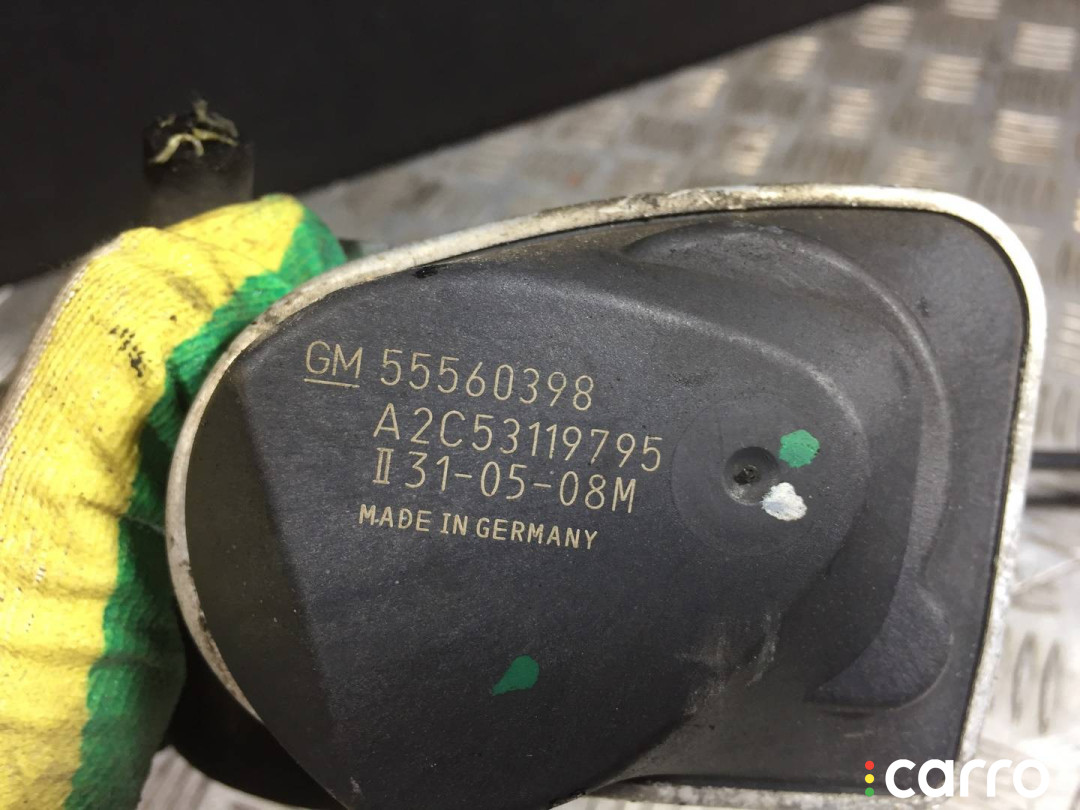 GM 55560398
A2C53119795
II 31-05-08M
MADE IN GERMANY
carro